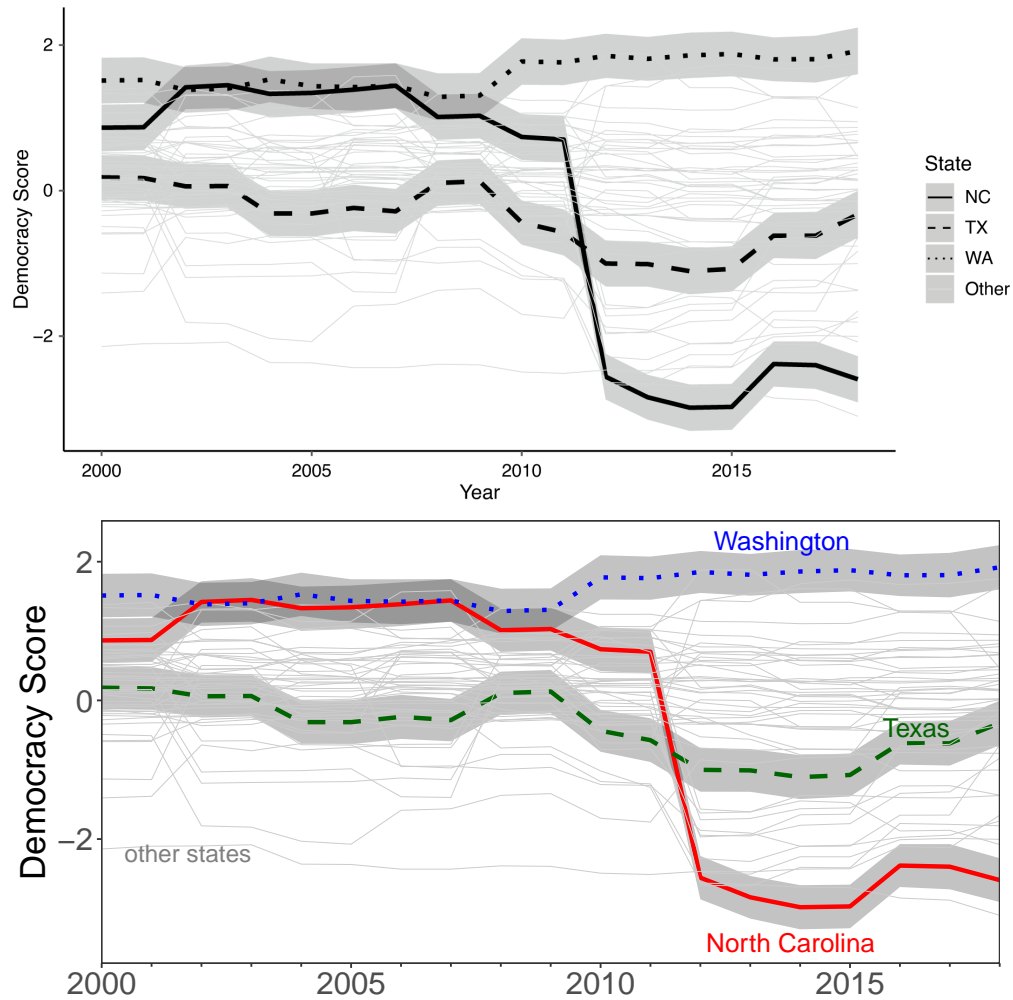 2
0
−2
Democracy Score
2000
2005
2010
2015
Year
State
NC
TX
WA
Other
2
0
−2
Democracy Score
Washington
Texas
other states
North Carolina
2000
2005
2010
2015